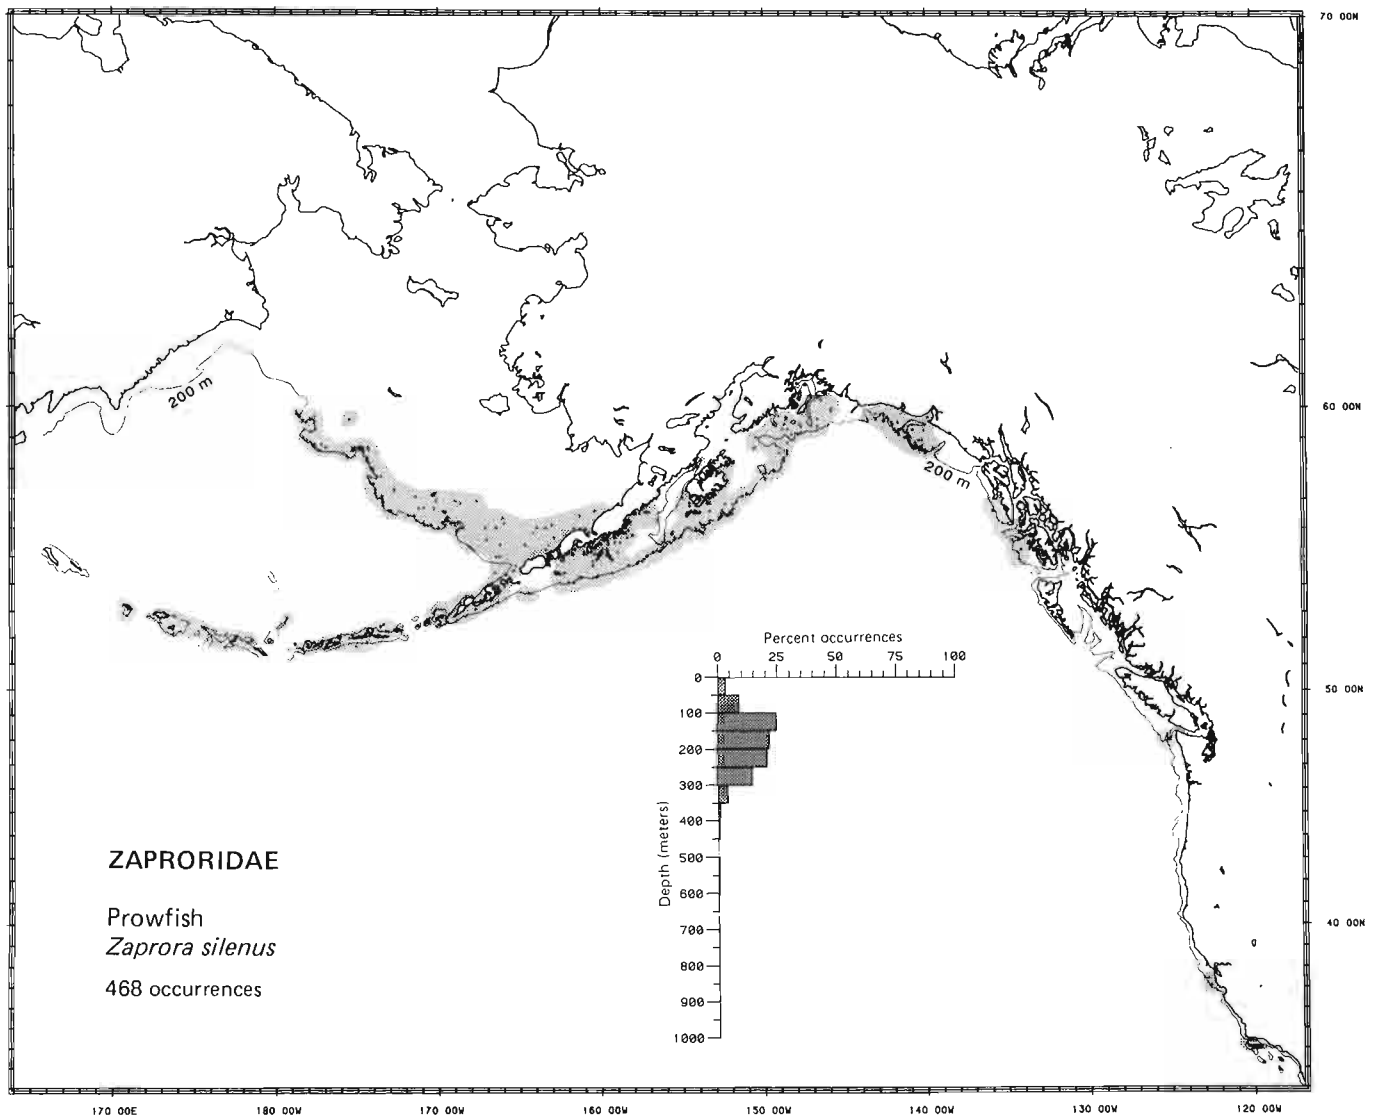 70 00N
200 m
60 00N
200 m
Percent occurrences
0 25 50 75 100
50 00N
0
100
200
300
400
500
600
700
800
900
1000
Depth (meters)
ZAPRORIDAE
Prowfish
Zaprora silenus
468 occurrences
40 00N
170 00E 180 00W 170 00W 160 00W 150 00W 140 00W 130 00W 120 00W